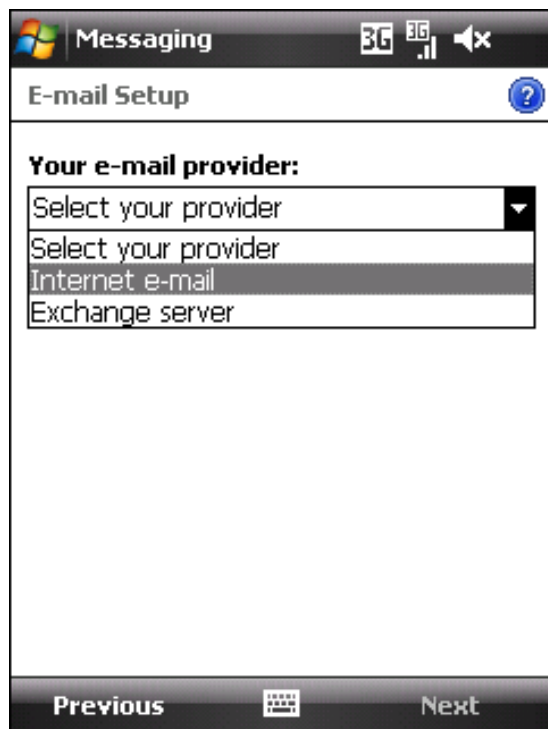 Messaging
3G 3G
E-mail Setup
?
Your e-mail provider:
Select your provider
Select your provider
Internet e-mail
Exchange server
Previous Next